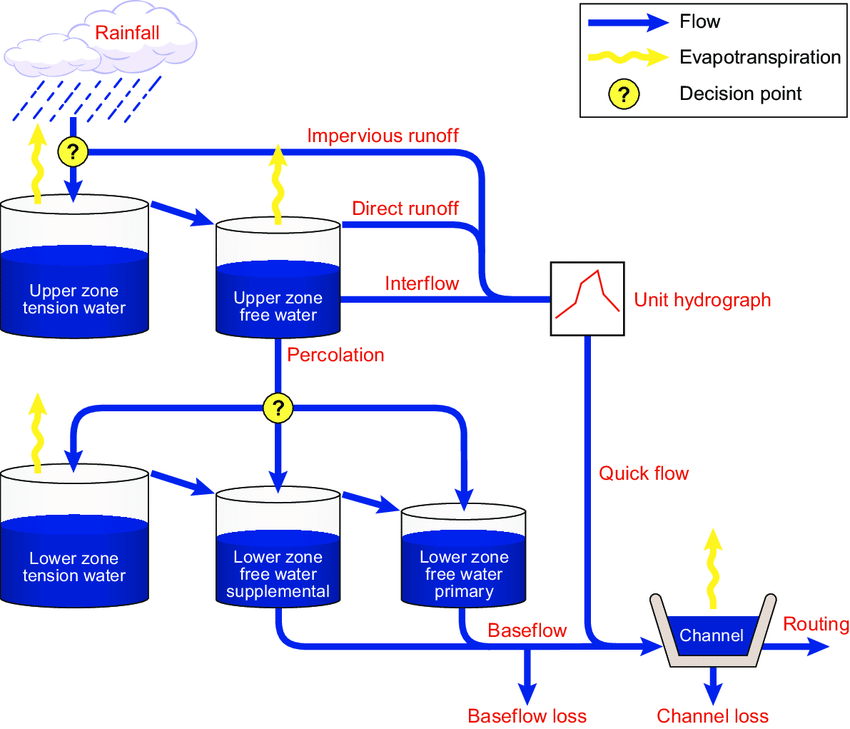 Rainfall
Flow
Evapotranspiration
? Decision point
Impervious runoff
?
Direct runoff
Interflow
Upper zone
tension water
Upper zone
free water
Unit hydrograph
Percolation
?
Quick flow
Lower zone
tension water
Lower zone
free water
supplemental
Lower zone
free water
primary
Baseflow
Channel
Routing
Baseflow loss
Channel loss